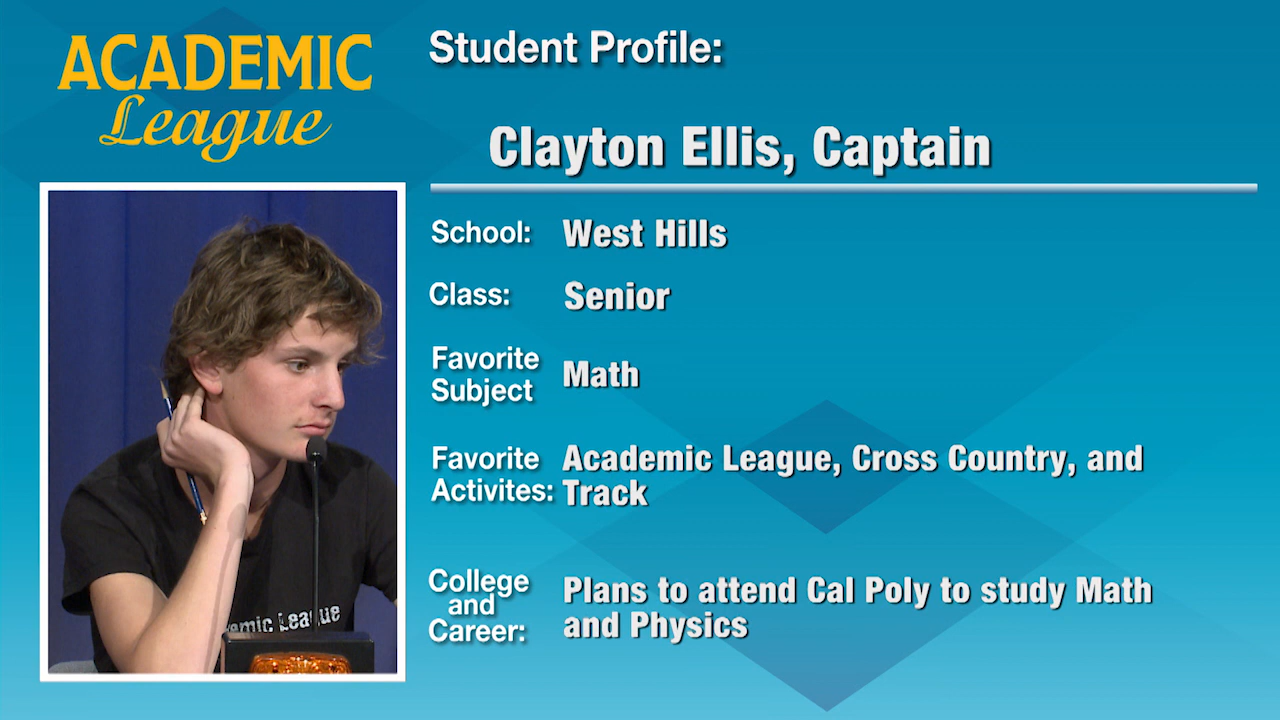 ACADEMIC
League
Student Profile:
Clayton Ellis, Captain
School: West Hills
Class: Senior
Favorite
Subject
Math
Favorite
Activites:
Academic League, Cross Country, and
Track
College
and
Career:
Plans to attend Cal Poly to study Math
and Physics
League